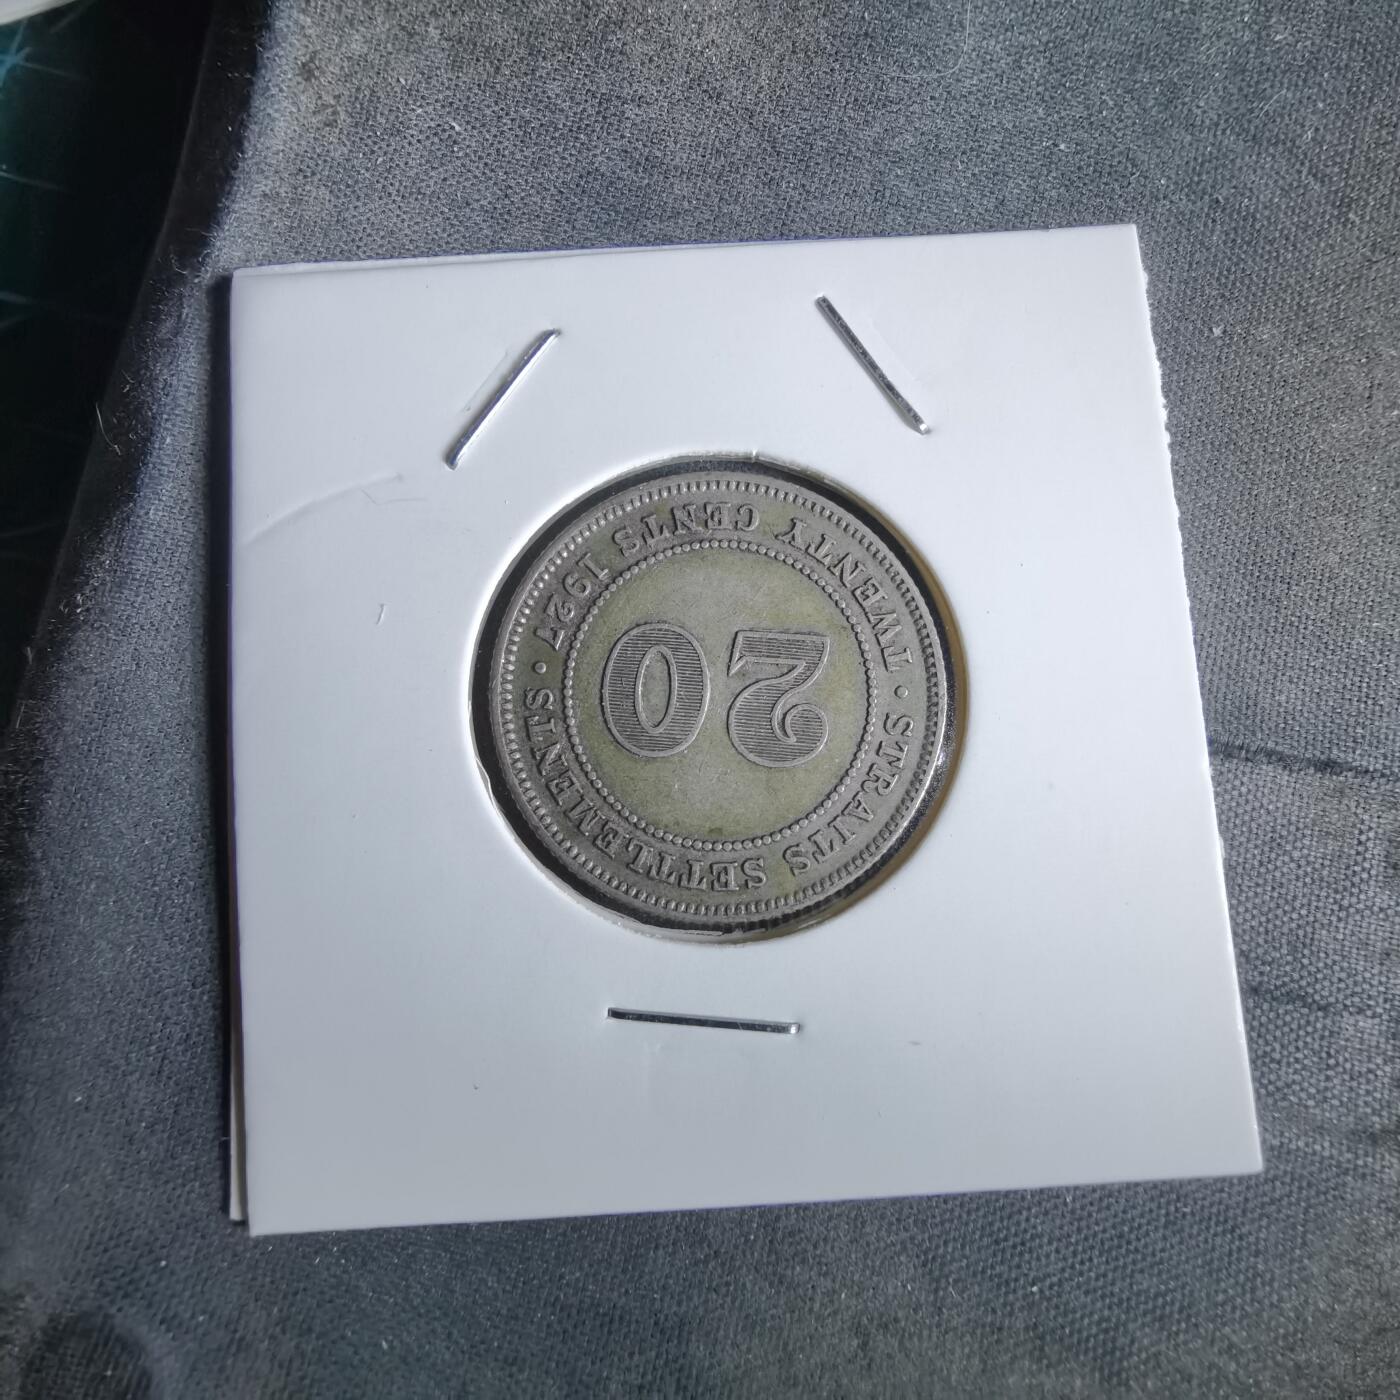 STRAITS SETTLEMENTS · 1927
TWENTY CENTS ·
20